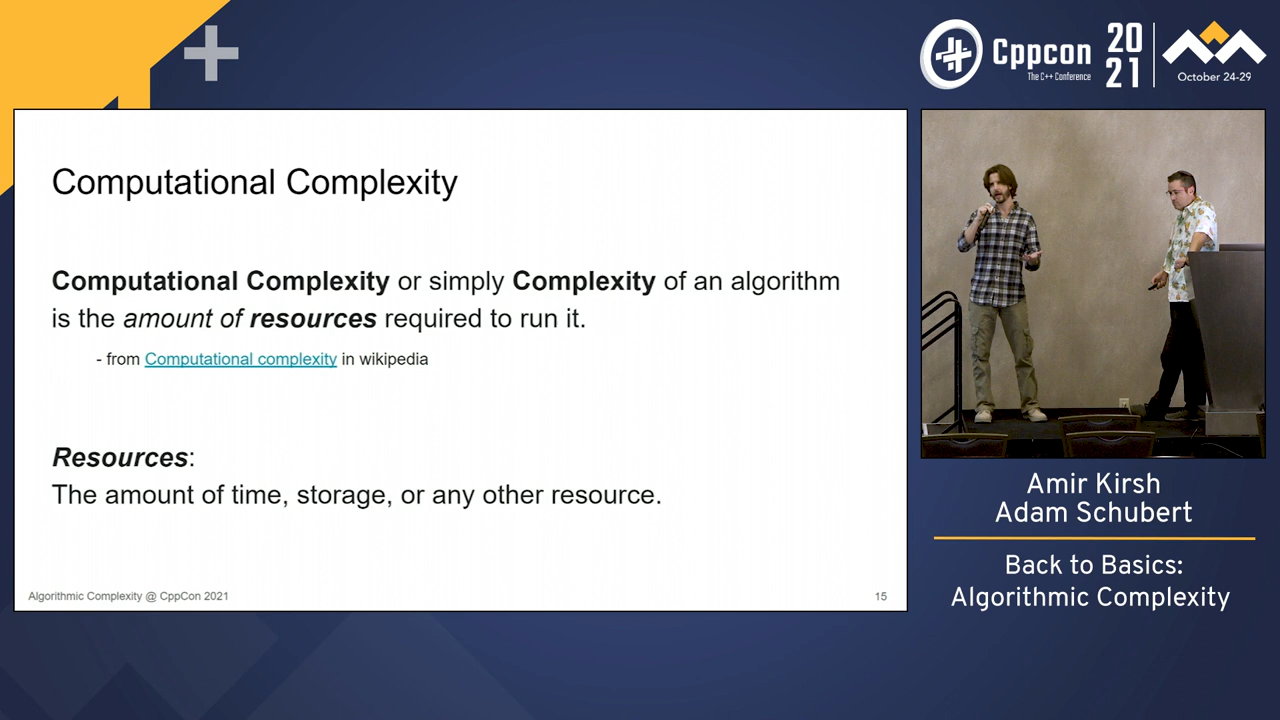 Cppcon
The C++ Conference
20
21
October 24-29
Computational Complexity
Computational Complexity or simply Complexity of an algorithm
is the amount of resources required to run it.
- from Computational complexity in wikipedia
Resources:
The amount of time, storage, or any other resource.
Algorithmic Complexity @ CppCon 2021
15
Amir Kirsh
Adam Schubert
Back to Basics:
Algorithmic Complexity